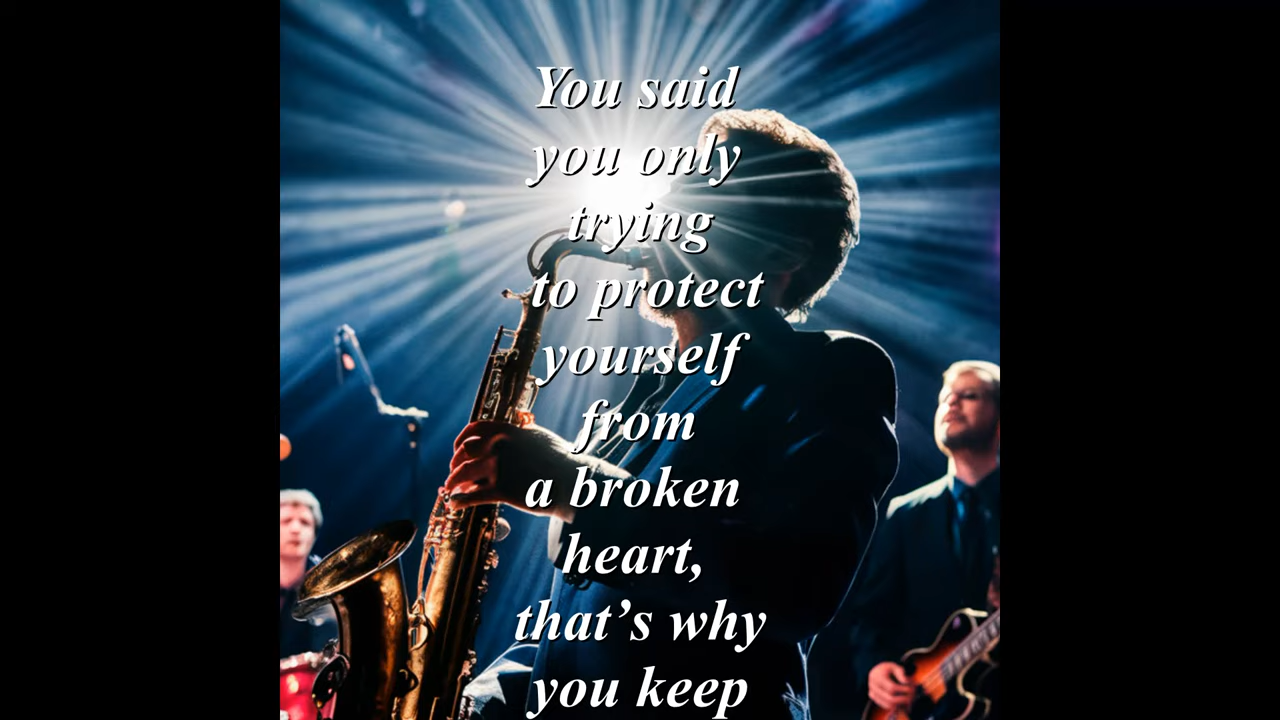 You said
you only
trying
to protect
yourself
from
a broken
heart,
that’s why
you keep